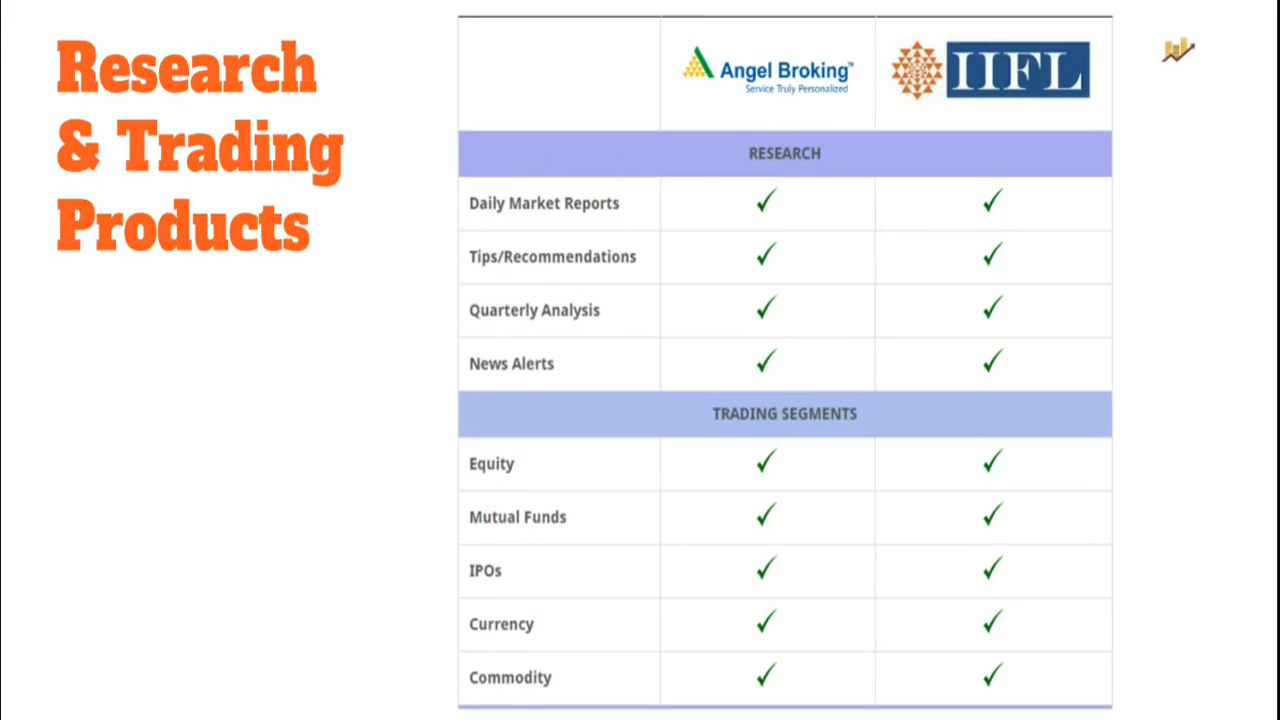 Research
& Trading
Products
Angel Broking™
Service Truly Personalized
IIFL
RESEARCH
Daily Market Reports
Tips/Recommendations
Quarterly Analysis
News Alerts
TRADING SEGMENTS
Equity
Mutual Funds
IPOs
Currency
Commodity